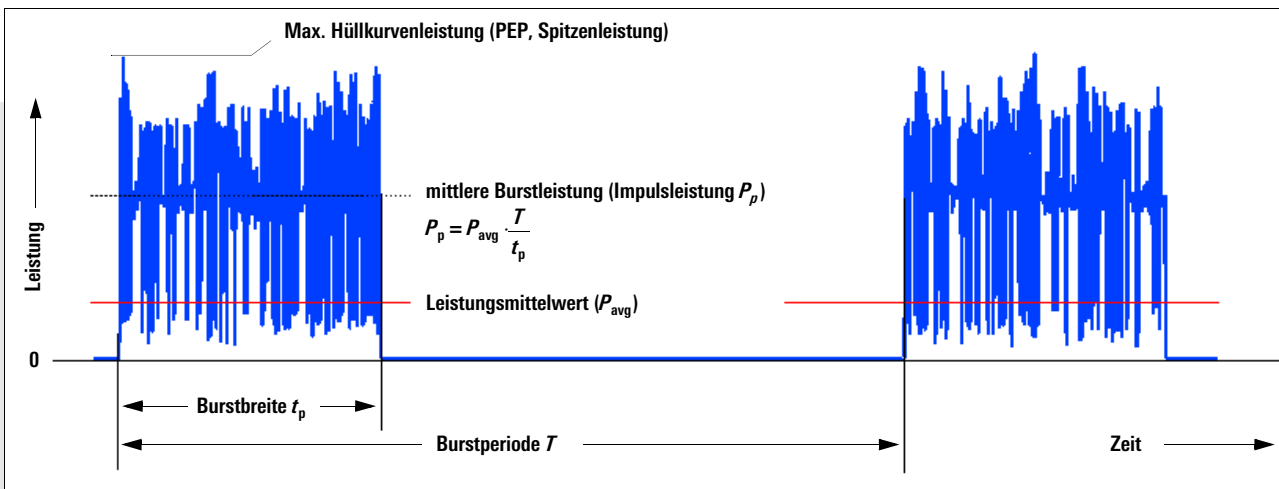 Max. Hüllkurvenleistung (PEP, Spitzenleistung)
Leistung
mittlere Burstleistung (Impulsleistung Pp)
Pp = Pavg · T
tp
Leistungsmittelwert (Pavg)
0
Burstbreite tp
Burstperiode T
Zeit